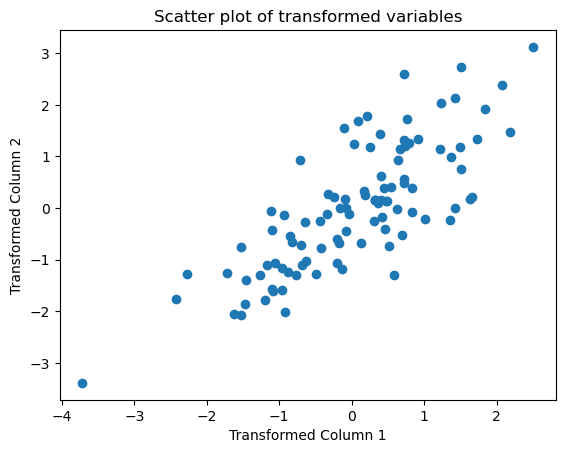 Scatter plot of transformed variables
3
2
1
0
−1
−2
−3
Transformed Column 2
−4 −3 −2 −1 0 1 2
Transformed Column 1